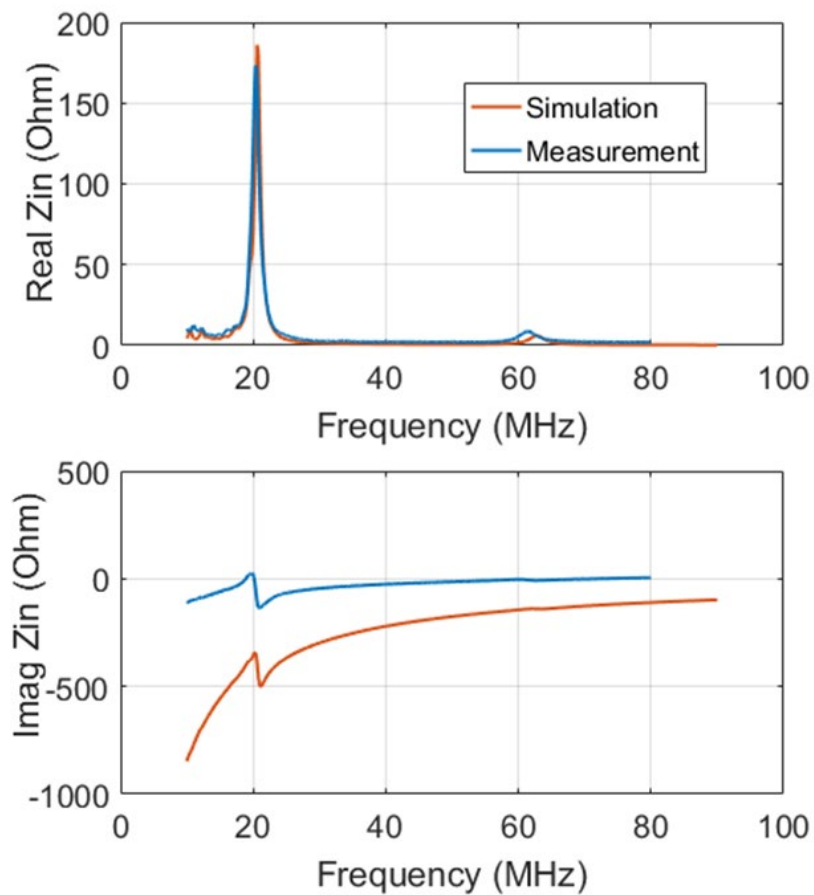 Real Zin (Ohm)
200
150
100
50
0
Simulation
Measurement
0 20 40 60 80 100
Frequency (MHz)
Imag Zin (Ohm)
500
0
-500
-1000
0 20 40 60 80 100
Frequency (MHz)